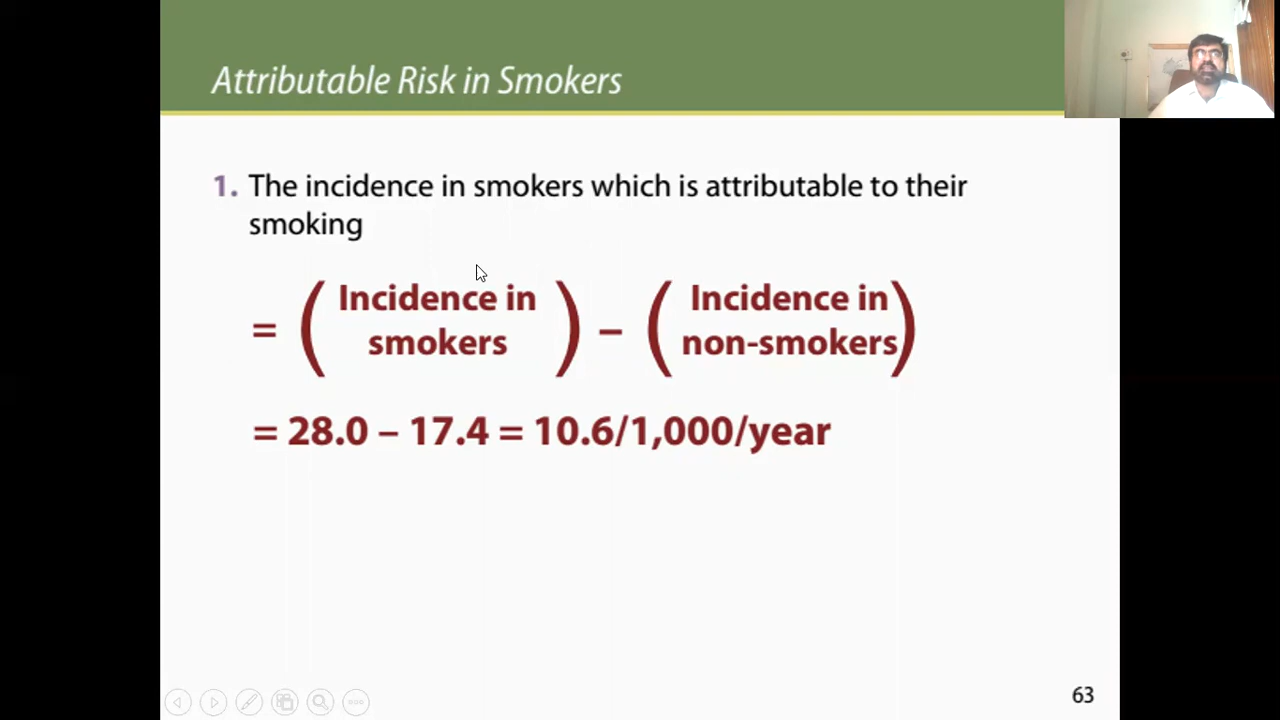 Attributable Risk in Smokers
1. The incidence in smokers which is attributable to their
smoking
= ( Incidence in smokers ) – ( Incidence in non-smokers )
= 28.0 – 17.4 = 10.6/1,000/year
63